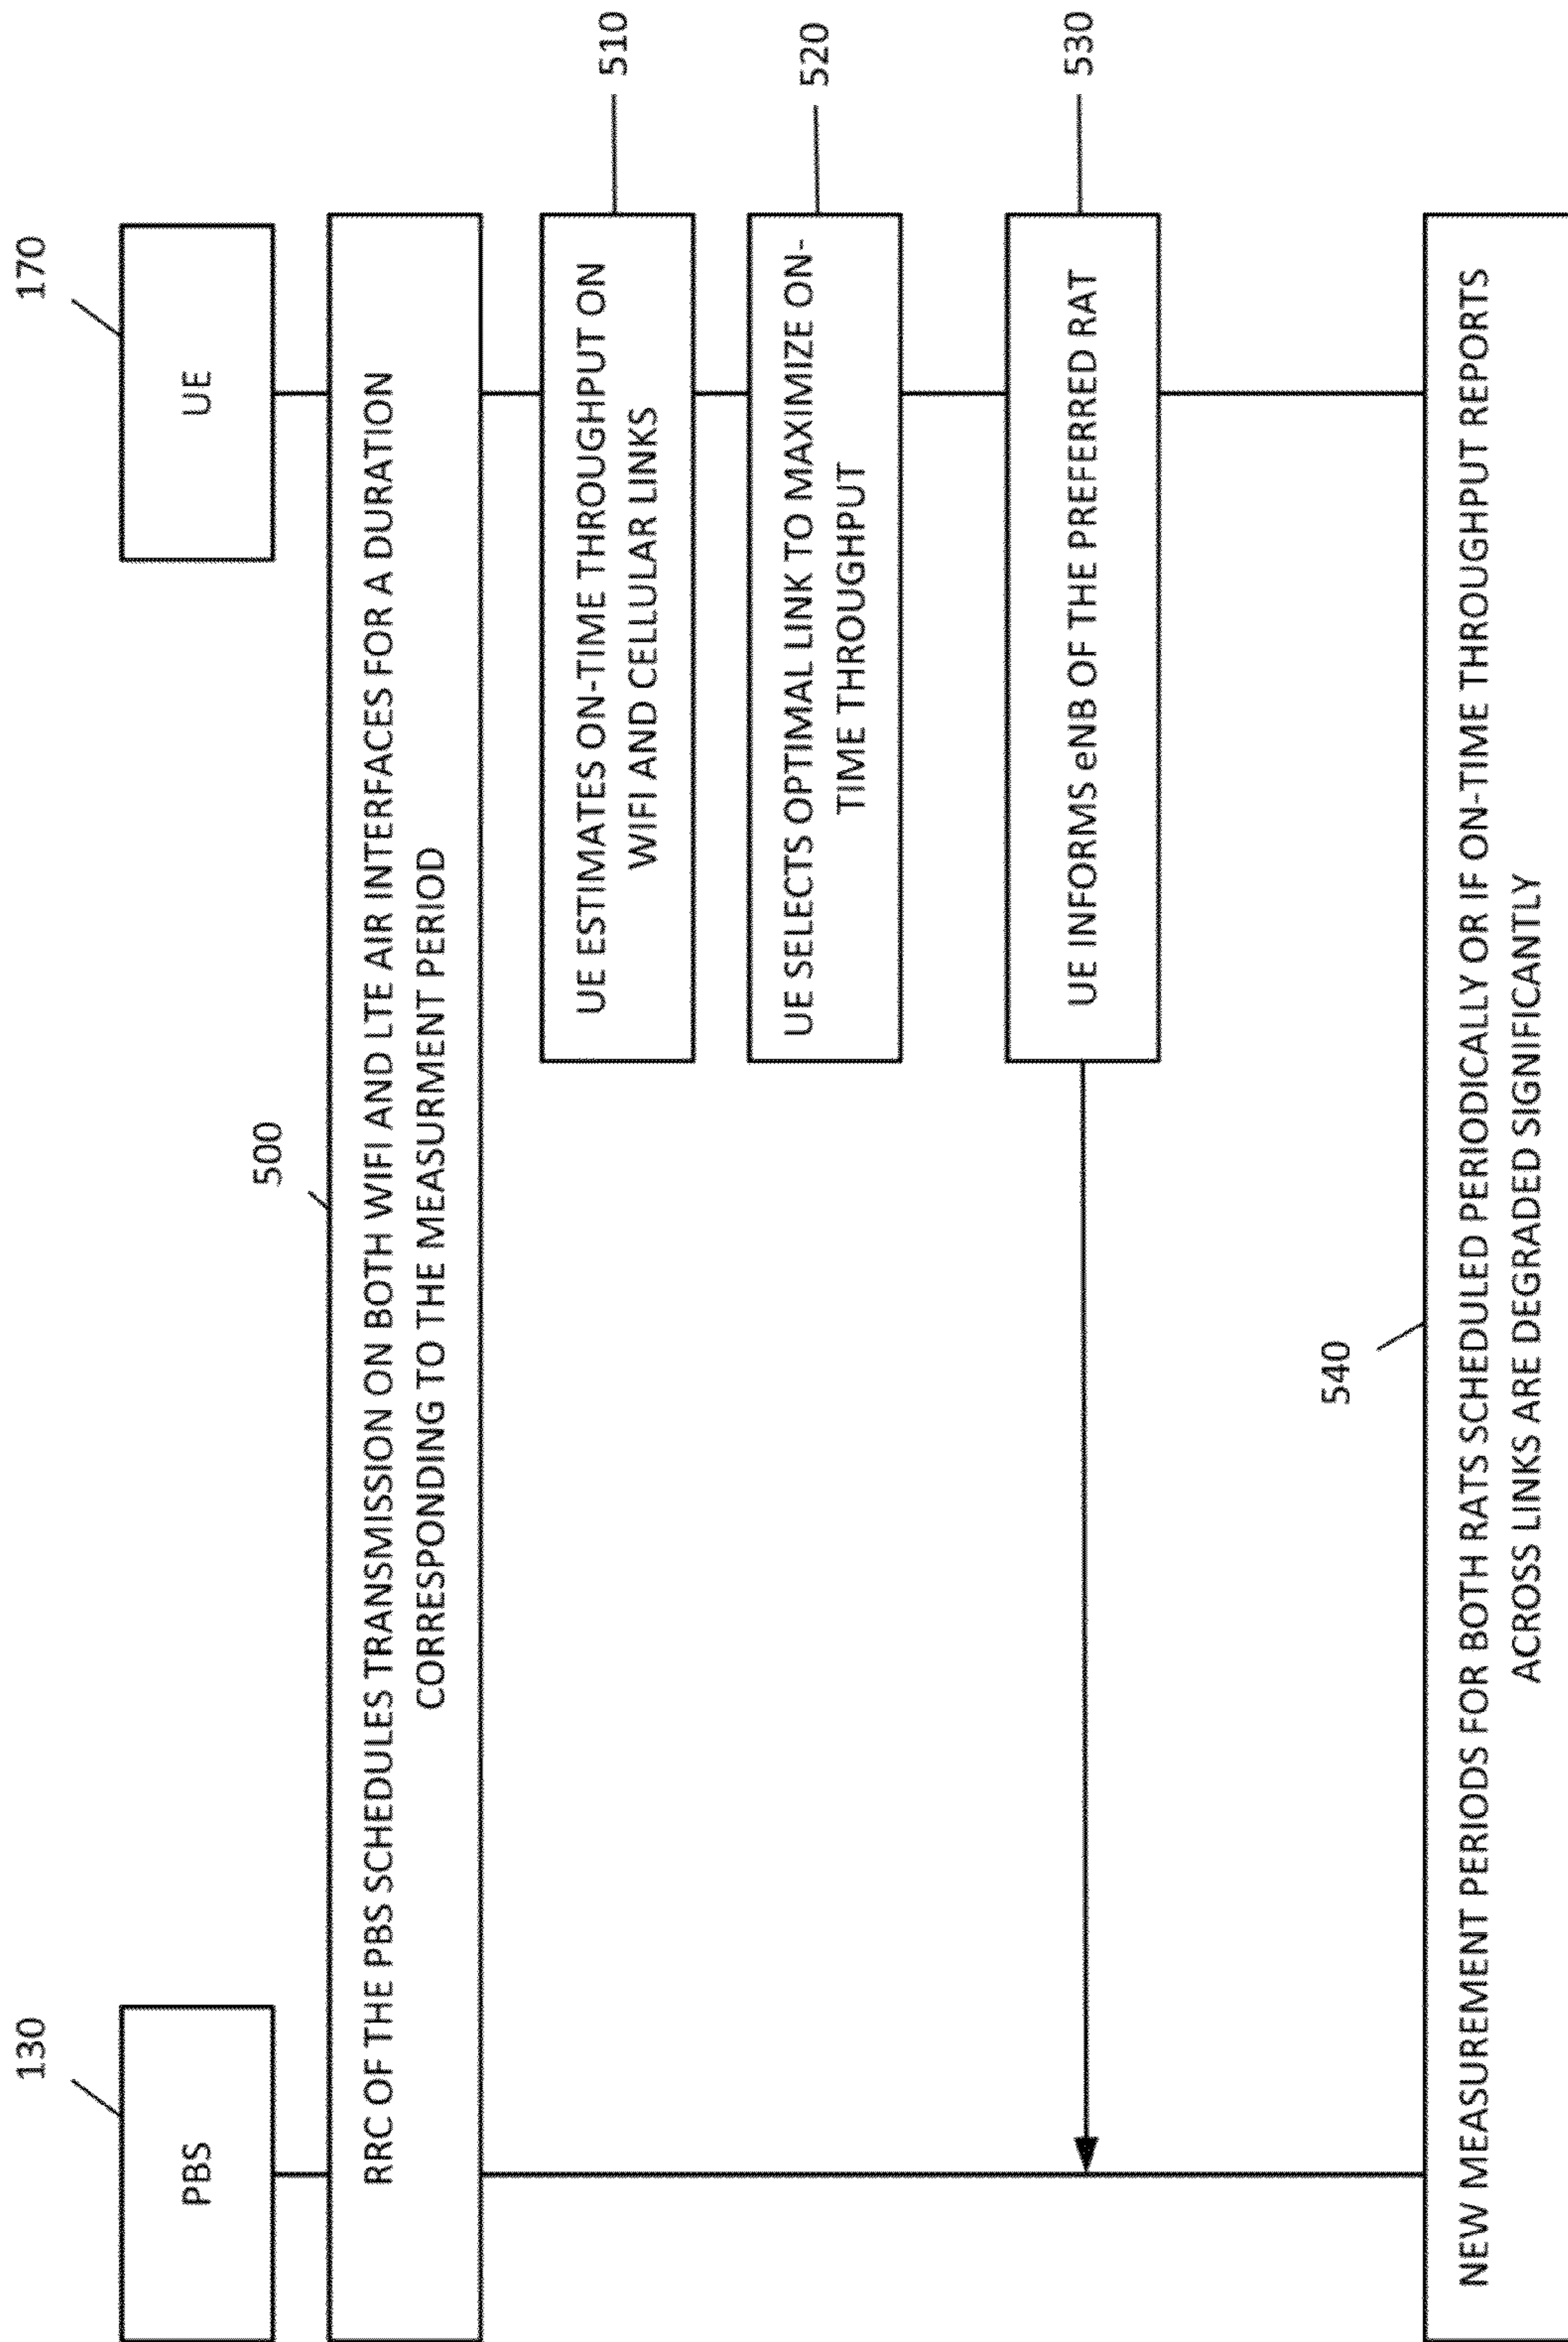 130
170
PBS
UE
500
RRC OF THE PBS SCHEDULES TRANSMISSION ON BOTH WIFI AND LTE AIR INTERFACES FOR A DURATION
CORRESPONDING TO THE MEASURMENT PERIOD
UE ESTIMATES ON-TIME THROUGHPUT ON
WIFI AND CELLULAR LINKS
510
UE SELECTS OPTIMAL LINK TO MAXIMIZE ON-
TIME THROUGHPUT
520
UE INFORMS eNB OF THE PREFERRED RAT
530
540
NEW MEASUREMENT PERIODS FOR BOTH RATS SCHEDULED PERIODICALLY OR IF ON-TIME THROUGHPUT REPORTS
ACROSS LINKS ARE DEGRADED SIGNIFICANTLY